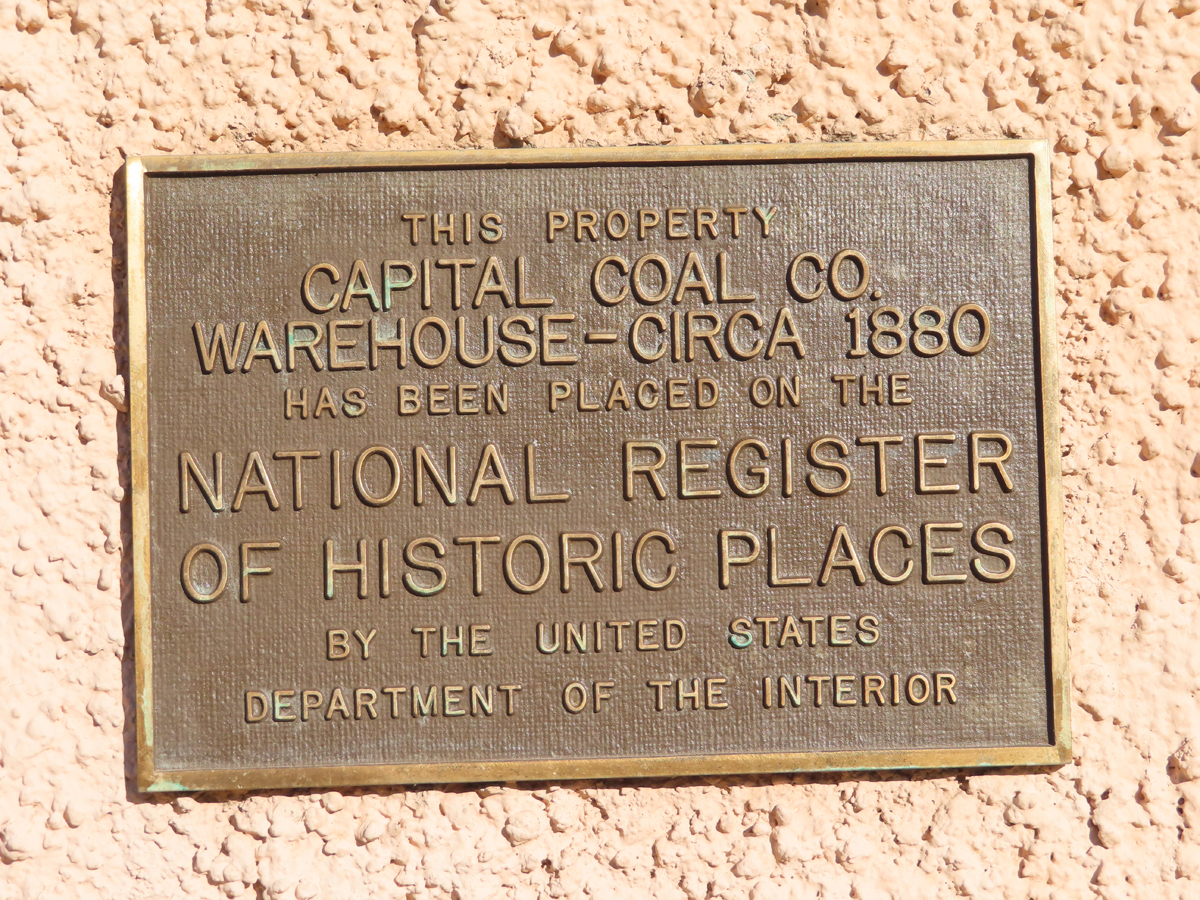 THIS PROPERTY
CAPITAL COAL CO.
WAREHOUSE-CIRCA 1880
HAS BEEN PLACED ON THE
NATIONAL REGISTER
OF HISTORIC PLACES
BY THE UNITED STATES
DEPARTMENT OF THE INTERIOR